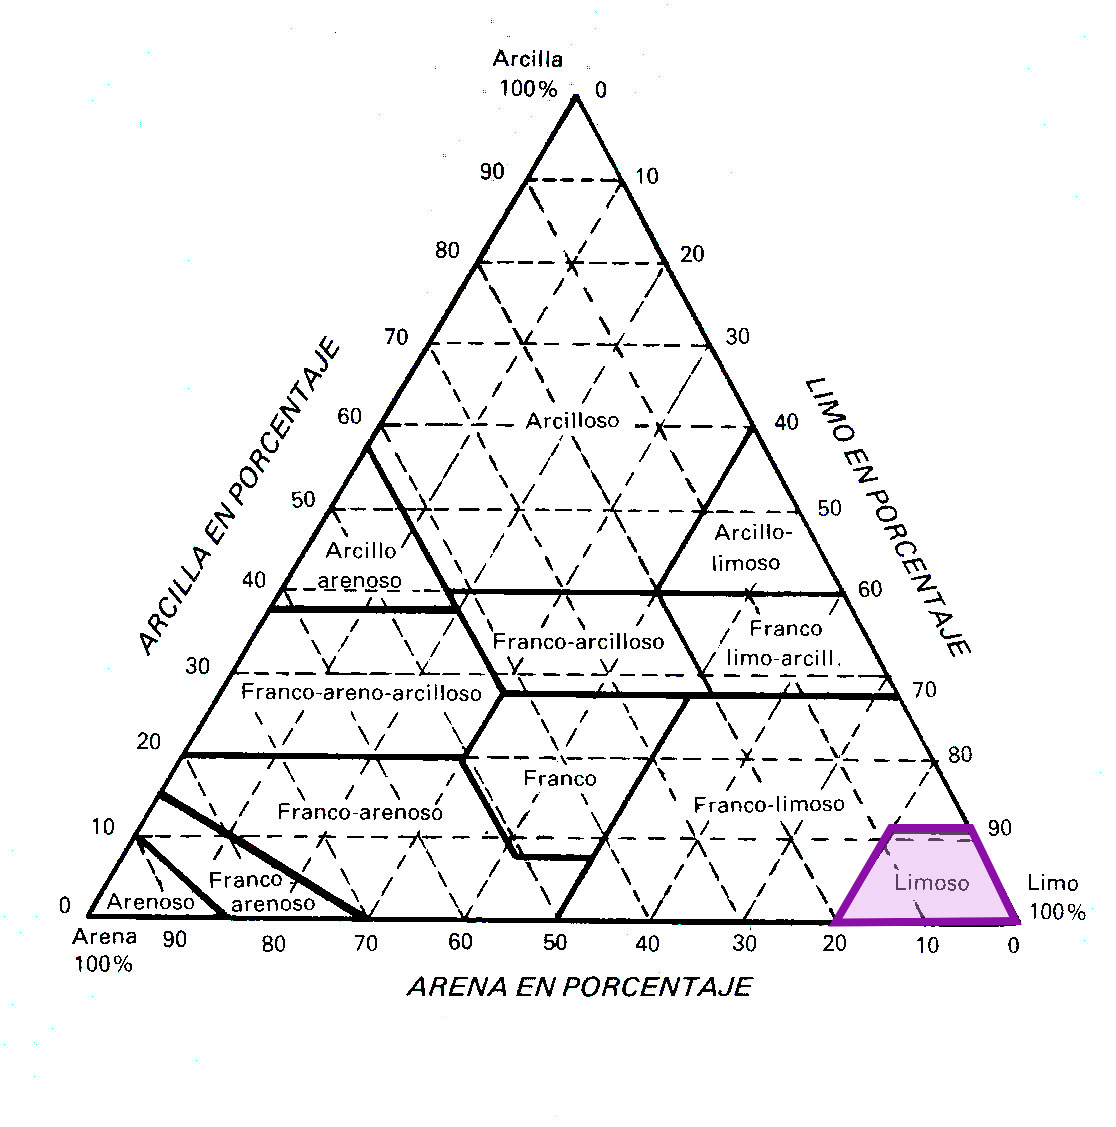 Arcilla
100% 0
90 10
80 20
70 30
60 40
Arcilloso
50 50
ARCILLA EN PORCENTAJE
LIMO EN PORCENTAJE
Arcillo-
limoso
Arcillo
arenoso
40 60
Franco-arcilloso
Franco
limo-arcill.
30 70
Franco-areno-arcilloso
20 80
Franco
Franco-limoso
Franco-arenoso
10 90
Franco
arenoso
Arenoso
Limoso
0
Limo
100%
Arena
100%
90 80 70 60 50 40 30 20 10 0
ARENA EN PORCENTAJE